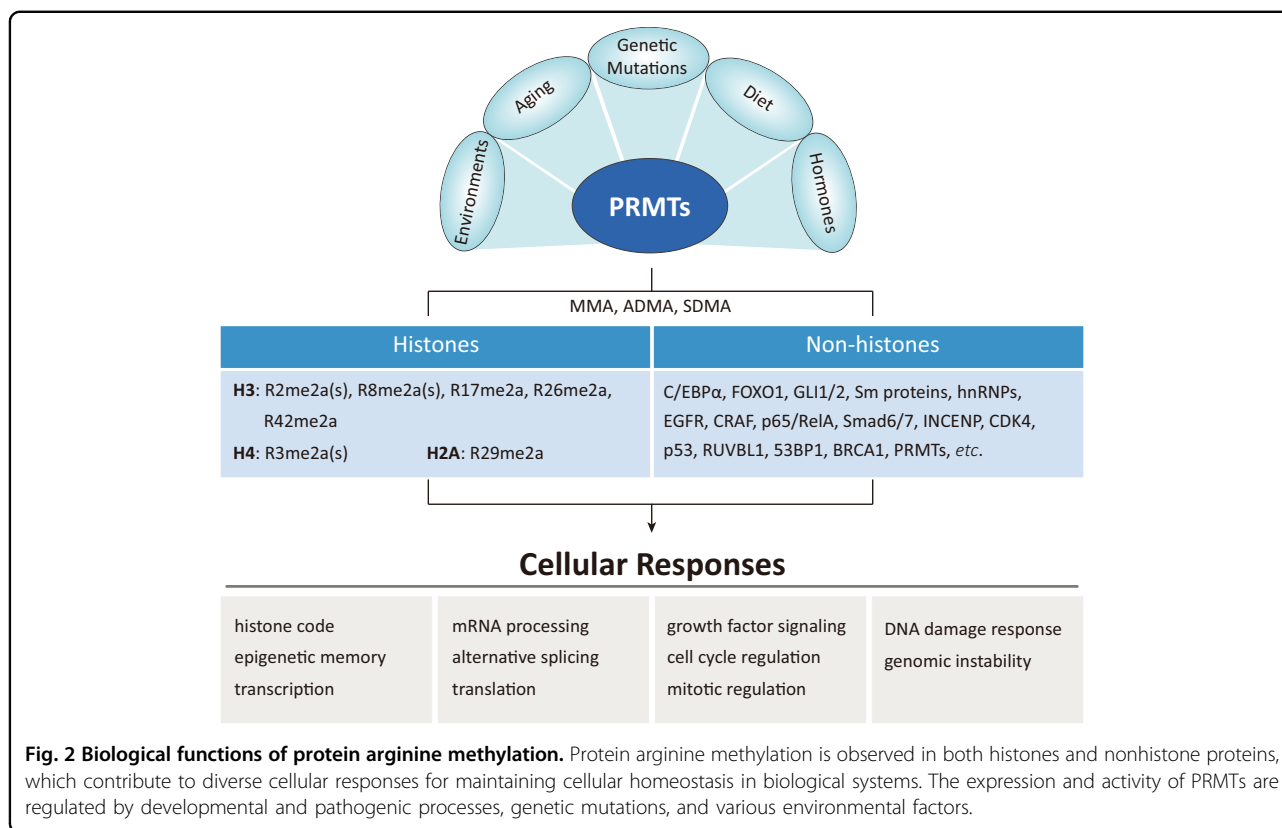 Genetic
Mutations
Aging
Diet
Environments
Hormones
PRMTs
MMA, ADMA, SDMA
Histones
Non-histones
H3: R2me2a(s), R8me2a(s), R17me2a, R26me2a,
R42me2a
H4: R3me2a(s) H2A: R29me2a
C/EBPα, FOXO1, GLI1/2, Sm proteins, hnRNPs,
EGFR, CRAF, p65/RelA, Smad6/7, INCENP, CDK4,
p53, RUVBL1, 53BP1, BRCA1, PRMTs, etc.
Cellular Responses
histone code
epigenetic memory
transcription
mRNA processing
alternative splicing
translation
growth factor signaling
cell cycle regulation
mitotic regulation
DNA damage response
genomic instability
Fig. 2 Biological functions of protein arginine methylation. Protein arginine methylation is observed in both histones and nonhistone proteins,
which contribute to diverse cellular responses for maintaining cellular homeostasis in biological systems. The expression and activity of PRMTs are
regulated by developmental and pathogenic processes, genetic mutations, and various environmental factors.